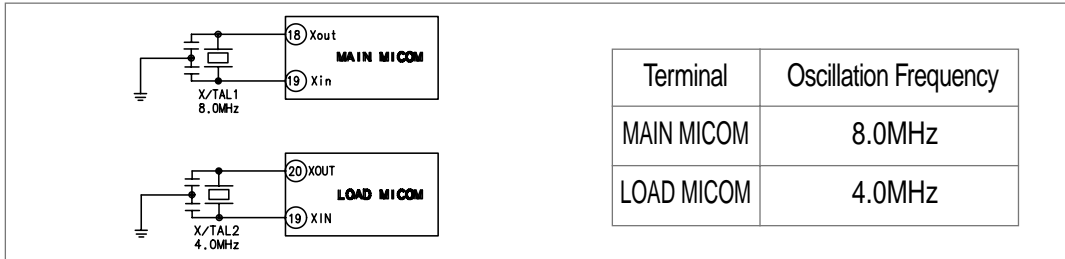 18 Xout
MAIN MICOM
19 Xin
X/TAL1
8.0MHz
20 XOUT
LOAD MICOM
19 XIN
X/TAL2
4.0MHz
Terminal Oscillation Frequency
MAIN MICOM 8.0MHz
LOAD MICOM 4.0MHz